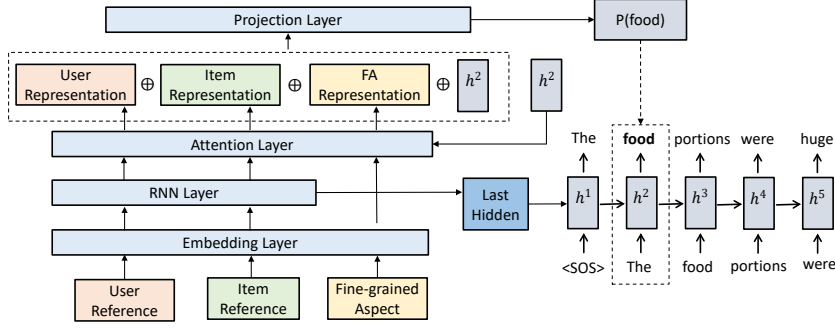 Projection Layer
P(food)
User
Representation
⊕
Item
Representation
⊕
FA
Representation
⊕
h²
h²
Attention Layer
RNN Layer
Embedding Layer
User
Reference
Item
Reference
Fine-grained
Aspect
Last
Hidden
The
food
portions
were
huge
h¹
h²
h³
h⁴
h⁵
<SOS>
The
food
portions
were